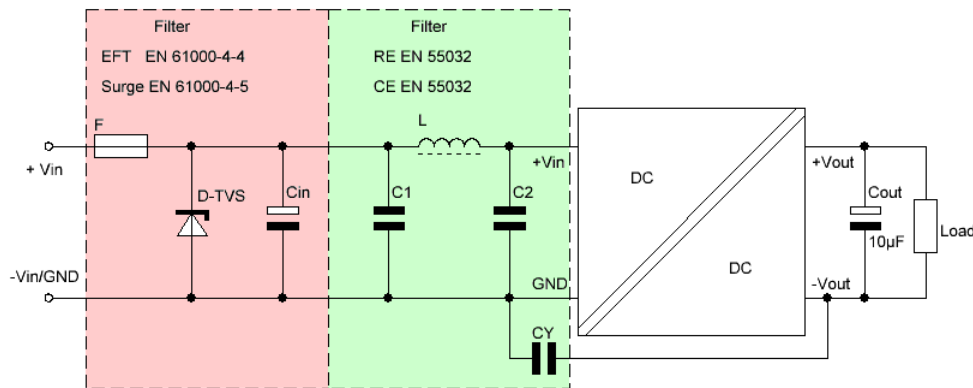 Filter
EFT EN 61000-4-4
Surge EN 61000-4-5
Filter
RE EN 55032
CE EN 55032
F
L
+ Vin
+Vin
+Vout
DC
D-TVS
Cin
C1
C2
Cout
10µF
Load
-Vin/GND
GND
DC
-Vout
CY